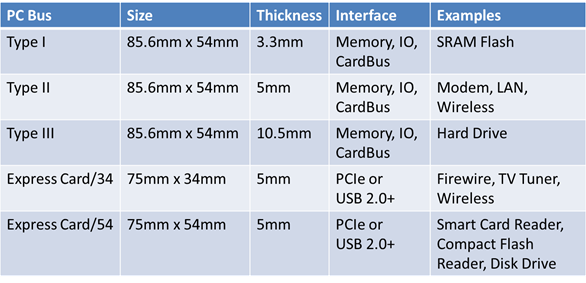 PC Bus Size Thickness Interface Examples
Type I 85.6mm x 54mm 3.3mm Memory, IO, SRAM Flash
CardBus
Type II 85.6mm x 54mm 5mm Memory, IO, Modem, LAN,
CardBus Wireless
Type III 85.6mm x 54mm 10.5mm Memory, IO, Hard Drive
CardBus
Express Card/34 75mm x 34mm 5mm PCIe or Firewire, TV Tuner,
USB 2.0+ Wireless
Express Card/54 75mm x 54mm 5mm PCIe or Smart Card Reader,
USB 2.0+ Compact Flash
Reader, Disk Drive